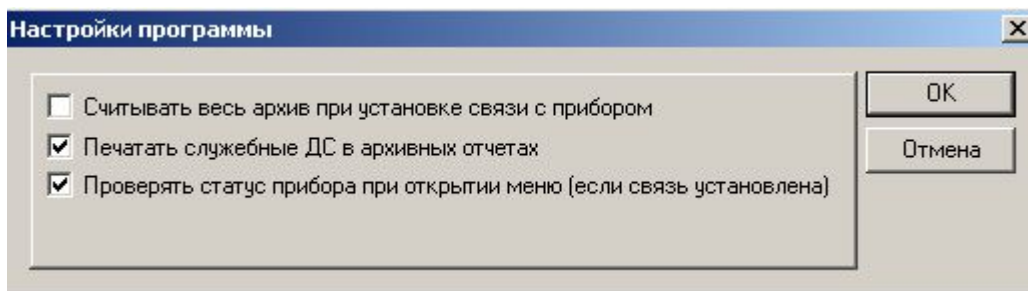 Настройки программы
Считывать весь архив при установке связи с прибором
OK
Печатать служебные ДС в архивных отчетах
Отмена
Проверять статус прибора при открытии меню (если связь установлена)